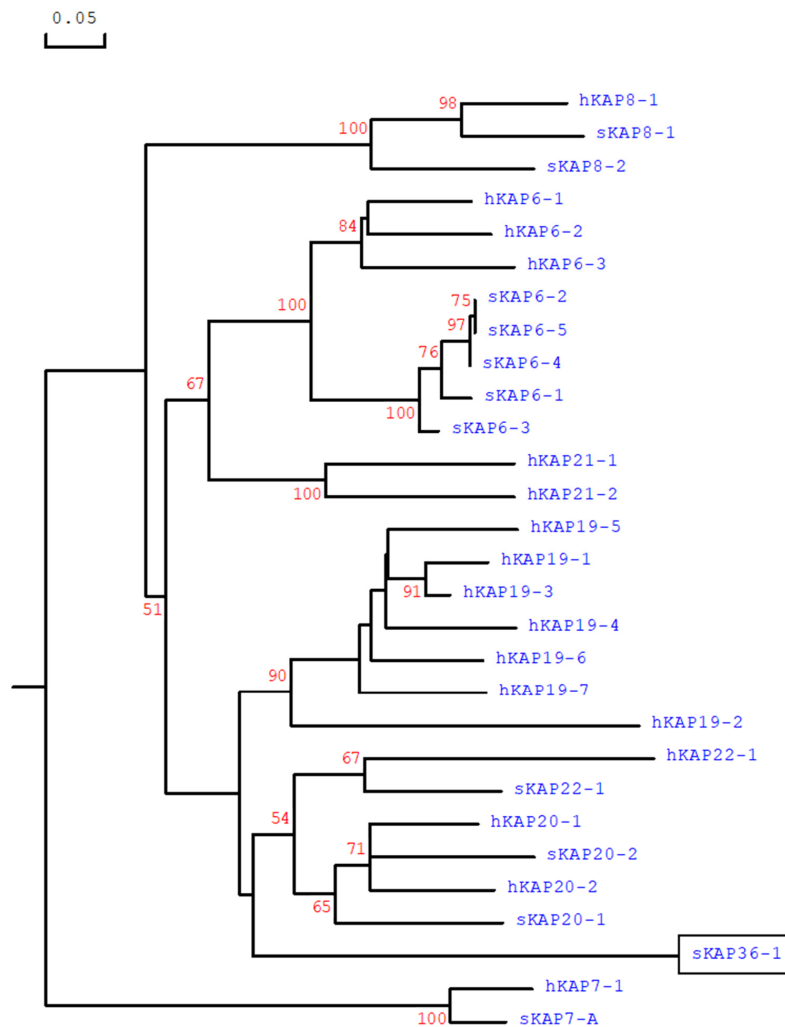 0.05
hKAP8-1
98
sKAP8-1
100
sKAP8-2
hKAP6-1
84
hKAP6-2
hKAP6-3
sKAP6-2
75
100
97
sKAP6-5
76
sKAP6-4
67
sKAP6-1
100
sKAP6-3
hKAP21-1
100
hKAP21-2
hKAP19-5
hKAP19-1
91
hKAP19-3
51
hKAP19-4
hKAP19-6
90
hKAP19-7
hKAP19-2
67
hKAP22-1
sKAP22-1
54
hKAP20-1
71
sKAP20-2
hKAP20-2
65
sKAP20-1
sKAP36-1
hKAP7-1
100
sKAP7-A